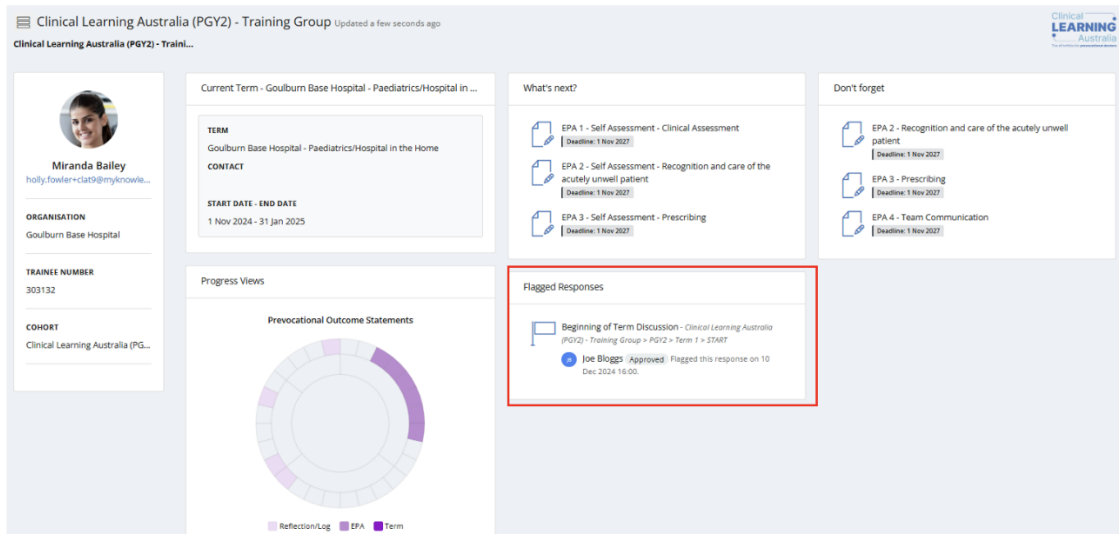 Clinical Learning Australia (PGY2) - Training Group Updated a few seconds ago
Clinical Learning Australia (PGY2) - Traini...
Clinical
LEARNING
Australia
Miranda Bailey
holly.fowler+clat9@myknowle...
ORGANISATION
Goulburn Base Hospital
TRAINEE NUMBER
303132
COHORT
Clinical Learning Australia (PG...
Current Term - Goulburn Base Hospital - Paediatrics/Hospital in ...
TERM
Goulburn Base Hospital - Paediatrics/Hospital in the Home
CONTACT
START DATE - END DATE
1 Nov 2024 - 31 Jan 2025
What's next?
EPA 1 - Self Assessment - Clinical Assessment
Deadline: 1 Nov 2027
EPA 2 - Self Assessment - Recognition and care of the
acutely unwell patient
Deadline: 1 Nov 2027
EPA 3 - Self Assessment - Prescribing
Deadline: 1 Nov 2027
Don't forget
EPA 2 - Recognition and care of the acutely unwell
patient
Deadline: 1 Nov 2027
EPA 3 - Prescribing
Deadline: 1 Nov 2027
EPA 4 - Team Communication
Deadline: 1 Nov 2027
Progress Views
Prevocational Outcome Statements
Reflection/Log EPA Term
Flagged Responses
Beginning of Term Discussion - Clinical Learning Australia
(PGY2) - Training Group > PGY2 > Term 1 > START
Joe Bloggs Approved Flagged this response on 10
Dec 2024 16:00.